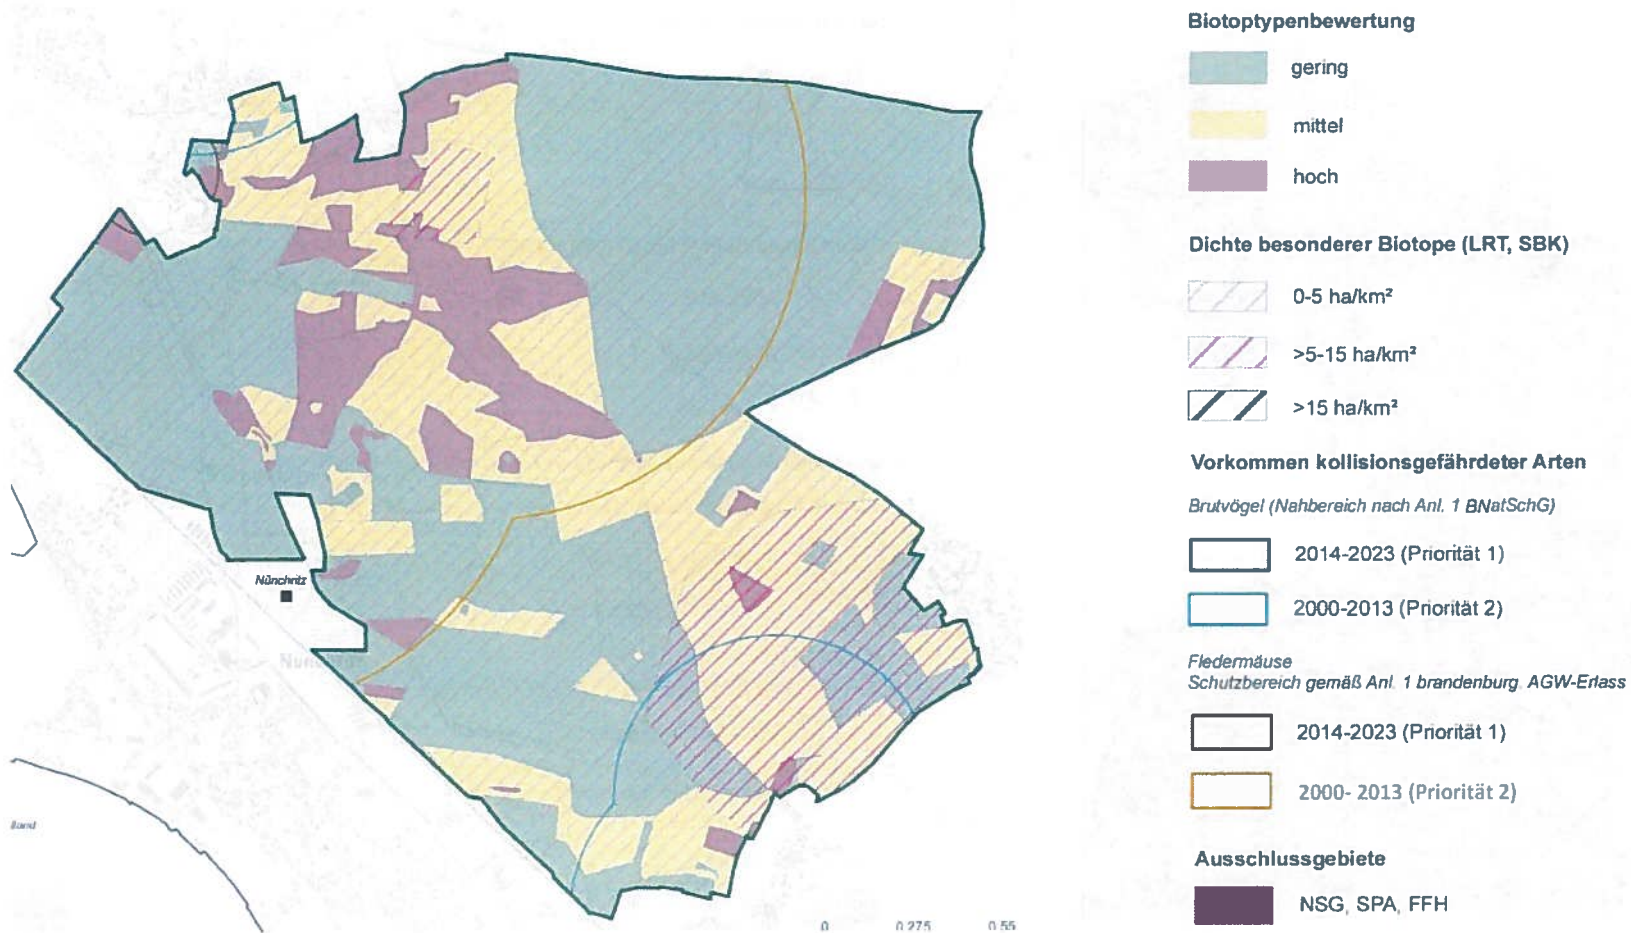 Biotoptypenbewertung
gering
mittel
hoch
Dichte besonderer Biotope (LRT, SBK)
0-5 ha/km²
>5-15 ha/km²
>15 ha/km²
Vorkommen kollisionsgefährdeter Arten
Brutvögel (Nahbereich nach Anl. 1 BNatSchG)
2014-2023 (Priorität 1)
2000-2013 (Priorität 2)
Fledermäuse
Schutzbereich gemäß Anl. 1 brandenburg. AGW-Erlass
2014-2023 (Priorität 1)
2000- 2013 (Priorität 2)
Ausschlussgebiete
NSG, SPA, FFH
Nünchritz
0 0.275 0.55